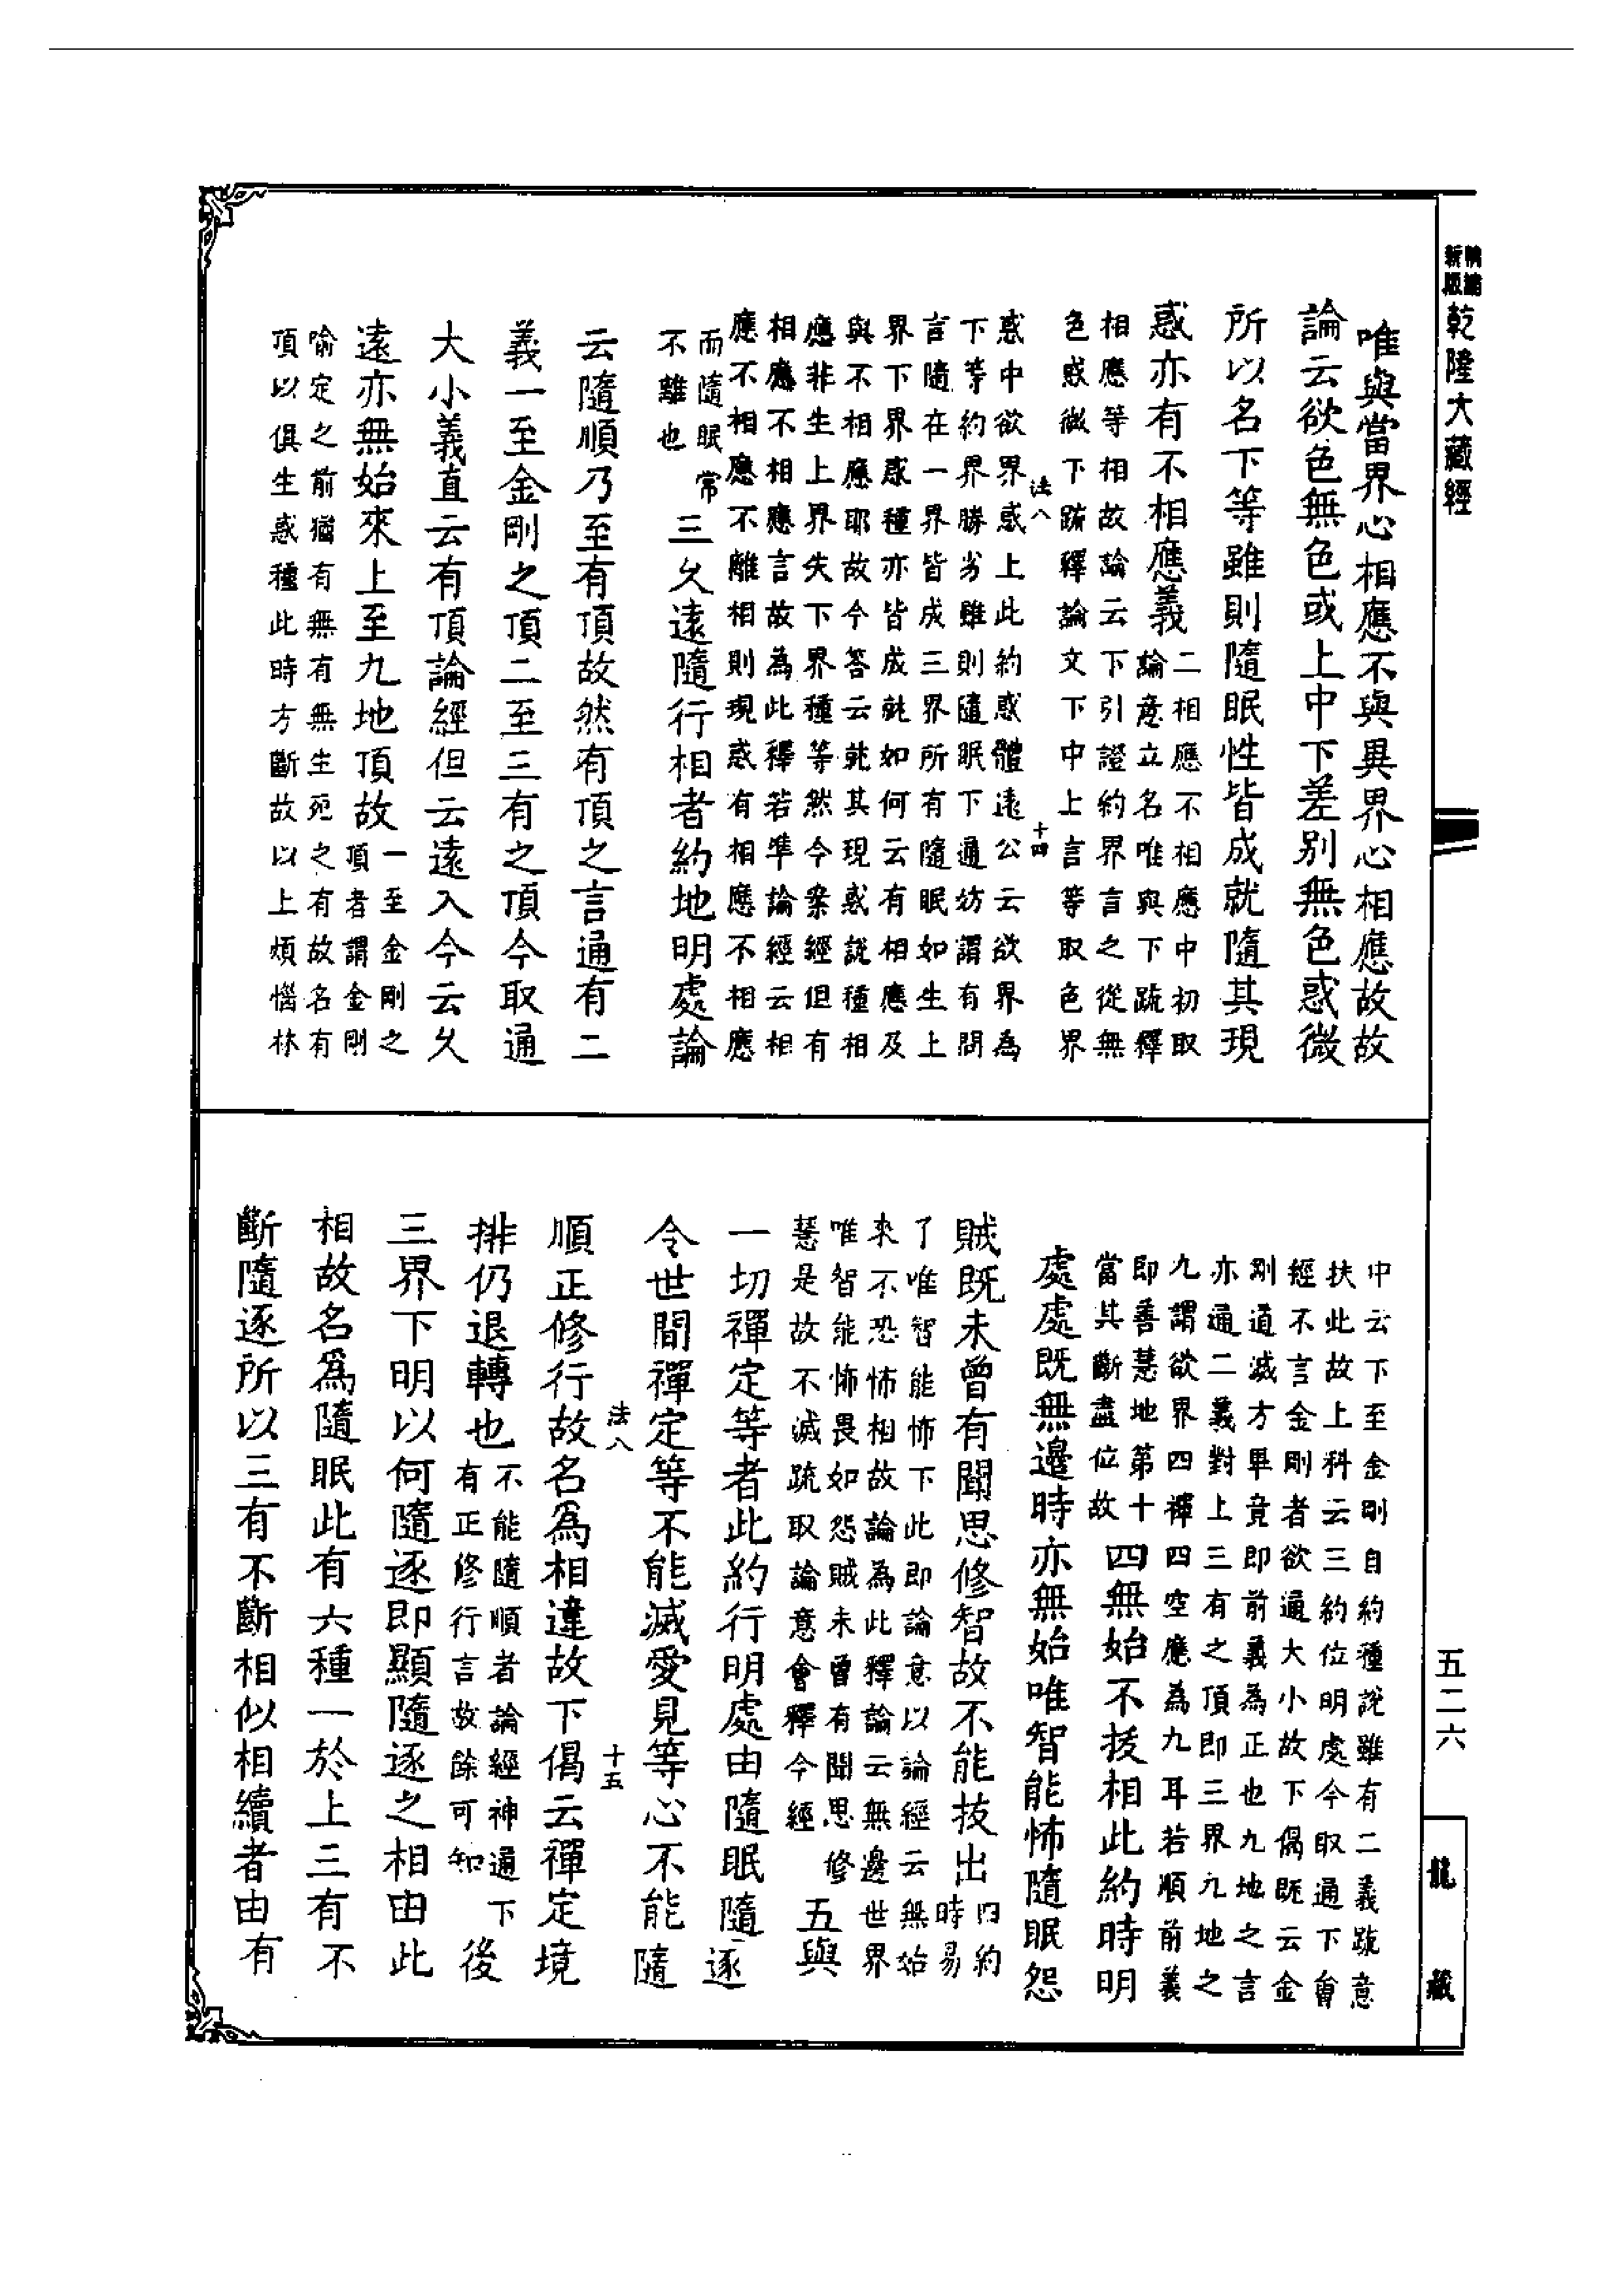 乾隆大藏經
唯與當界心相應不與異界心相應故故
論云欲色無色或上中下差別無色惑微
所以名下等雖則隨眠性皆成就隨其現
惑亦有不相應義二相應不相應中初取
論意立名唯與下疏釋
相應等相故論云下引證約界言之從無
色惑微下疏釋論文下中上言等取色界
法八
十四
惑中欲界惑上此約惑體遠公云欲界為
下等約界勝劣雖則隨眠下通妨謂有問
言隨在一界皆成三界所有隨眠如生上
界下界惑種亦皆成就如何云有相應及
與不相應耶故今答云就其現惑說種相
應非生上界失下界種等然今案經但有
相應不相應言故為此釋若準論經云相
應不相應不離相則現惑有相應不相應
而隨眠常
不離也
三久遠隨行相者約地明處論
云隨順乃至有頂故然有頂之言通有二
義一至金剛之頂二至三有之頂今取通
大小義直云有頂論經但云遠入今云久
遠亦無始來上至九地頂故一至金剛之
頂者謂金剛
喻定之前猶有無有無生死之有故名有
頂以俱生惑種此時方斷故以上煩惱林
五二六
龍藏
中云下至金剛自約種說雖有二義疏意
扶此故上科云三約位明處今取通下會
經不言金剛者欲通大小故下偈既云金
剛道滅方畢竟即前義為正也九地之言
亦通二義對上三有之頂即三界九地之
九謂欲界四禪四空應為九耳若順前義
即善慧地第十
當其斷盡位故
四無始不拔相此約時明
處處既無邊時亦無始唯智能怖隨眠怨
賊既未曾有聞思修智故不能拔出四約
時易
了唯智能怖下此即論意以論經云無始
來不恐怖相故論為此釋論云無邊世界
唯智能怖畏如怨賊未曾有聞思修
慧是故不滅疏取論意會釋今經
五與
一切禪定等者此約行明處由隨眠隨逐
令世間禪定等不能滅愛見等心不能隨
法八
十五
順正修行故名為相違故下偈云禪定境
排仍退轉也不能隨順者論經神通下
有正修行言故餘可知
後
三界下明以何隨逐即顯隨逐之相由此
相故名為隨眠此有六種一於上三有不
斷隨逐所以三有不斷相似相續者由有